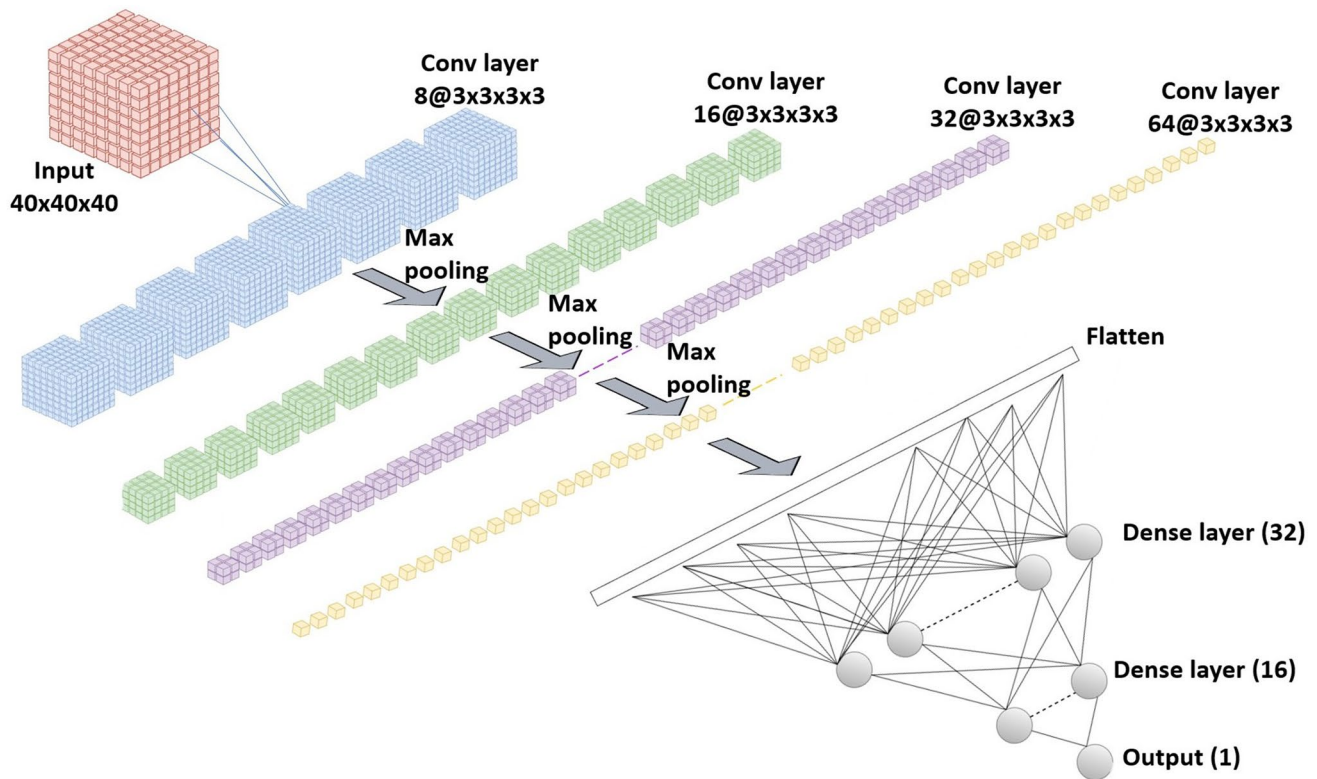 Input
40x40x40
Conv layer
8@3x3x3x3
Conv layer
16@3x3x3x3
Conv layer
32@3x3x3x3
Conv layer
64@3x3x3x3
Max
pooling
Max
pooling
Max
pooling
Flatten
Dense layer (32)
Dense layer (16)
Output (1)